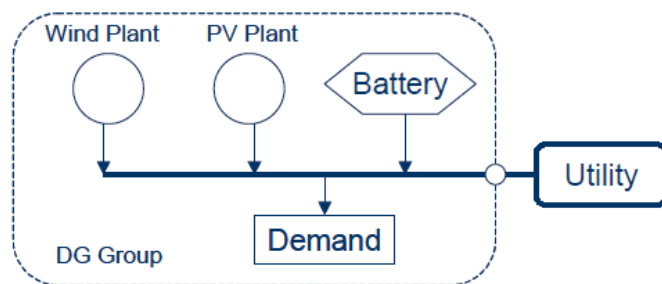 Wind Plant
PV Plant
Battery
Utility
Demand
DG Group